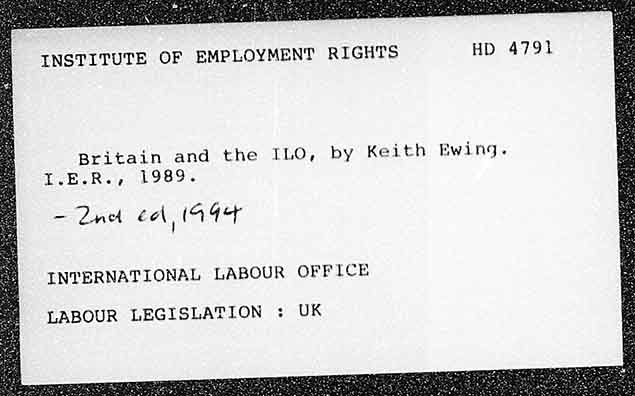 INSTITUTE OF EMPLOYMENT RIGHTS HD 4791
Britain and the ILO, by Keith Ewing.
I.E.R., 1989.
- 2nd ed, 1994
INTERNATIONAL LABOUR OFFICE
LABOUR LEGISLATION : UK